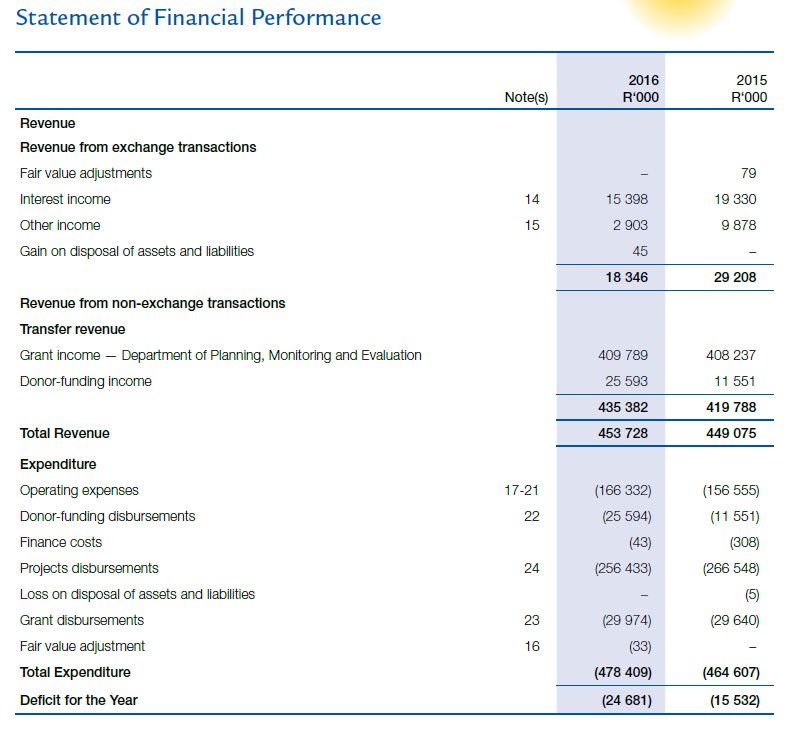 Statement of Financial Performance
2016 2015
Note(s) R'000 R'000
Revenue
Revenue from exchange transactions
Fair value adjustments – 79
Interest income 14 15 398 19 330
Other income 15 2 903 9 878
Gain on disposal of assets and liabilities 45 –
18 346 29 208
Revenue from non-exchange transactions
Transfer revenue
Grant income — Department of Planning, Monitoring and Evaluation 409 789 408 237
Donor-funding income 25 593 11 551
435 382 419 788
Total Revenue 453 728 449 075
Expenditure
Operating expenses 17-21 (166 332) (156 555)
Donor-funding disbursements 22 (25 594) (11 551)
Finance costs (43) (308)
Projects disbursements 24 (256 433) (266 548)
Loss on disposal of assets and liabilities – (5)
Grant disbursements 23 (29 974) (29 640)
Fair value adjustment 16 (33) –
Total Expenditure (478 409) (464 607)
Deficit for the Year (24 681) (15 532)